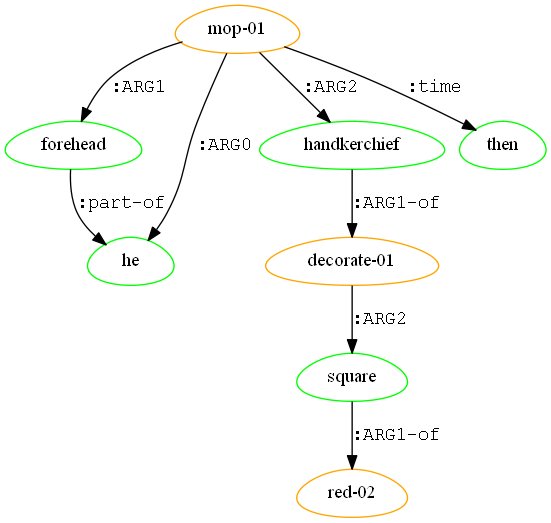 mop-01
:ARG1
:ARG0
:ARG2
:time
forehead
handkerchief
then
:part-of
:ARG1-of
he
decorate-01
:ARG2
square
:ARG1-of
red-02